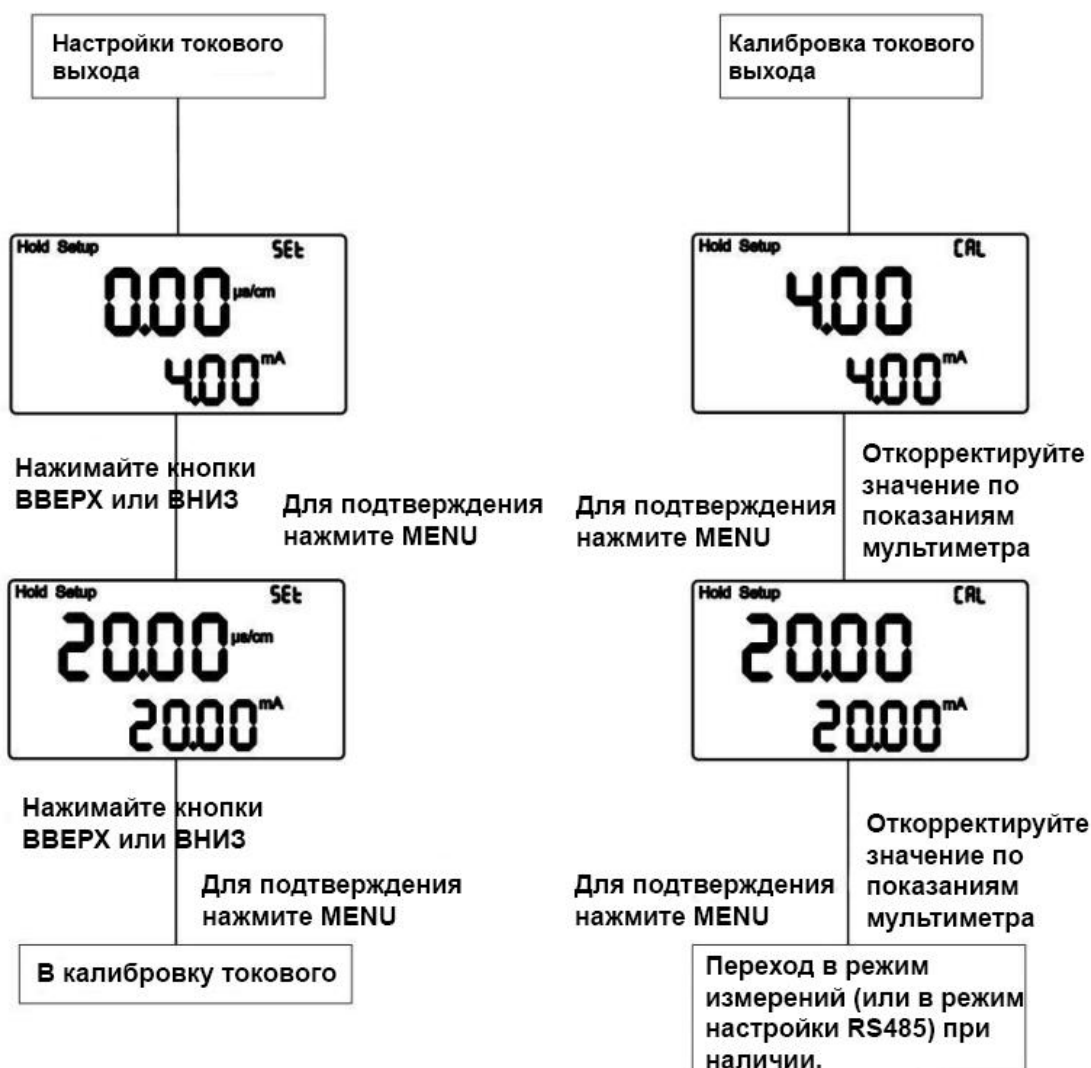 Настройки токового
выхода
Hold Setup SEt
0.00 µs/cm
4.00 mA
Нажимайте кнопки
ВВЕРХ или ВНИЗ
Для подтверждения
нажмите MENU
Hold Setup SEt
20.00 µs/cm
20.00 mA
Нажимайте кнопки
ВВЕРХ или ВНИЗ
Для подтверждения
нажмите MENU
В калибровку токового
Калибровка токового
выхода
Hold Setup CAL
4.00
4.00 mA
Для подтверждения
нажмите MENU
Откорректируйте
значение по
показаниям
мультиметра
Hold Setup CAL
20.00
20.00 mA
Для подтверждения
нажмите MENU
Откорректируйте
значение по
показаниям
мультиметра
Переход в режим
измерений (или в режим
настройки RS485) при
наличии.